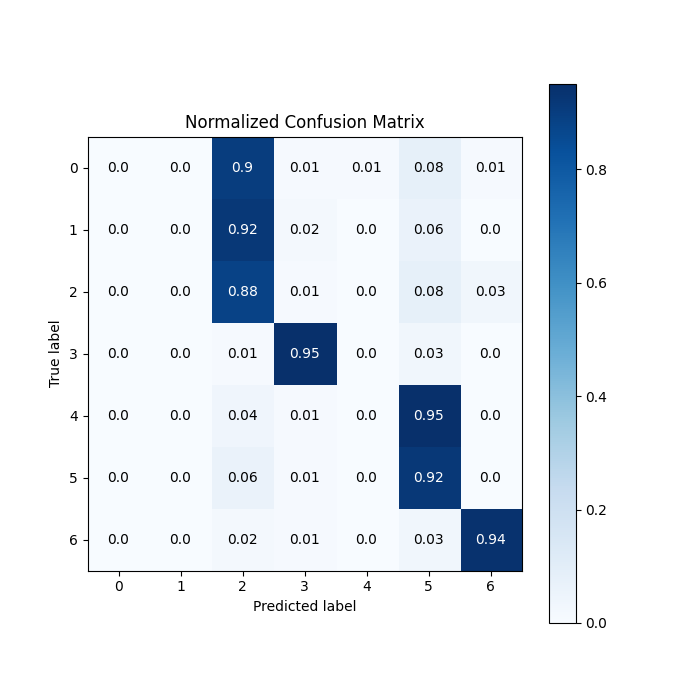 Normalized Confusion Matrix
0 0.0 0.0 0.9 0.01 0.01 0.08 0.01
1 0.0 0.0 0.92 0.02 0.0 0.06 0.0
2 0.0 0.0 0.88 0.01 0.0 0.08 0.03
3 0.0 0.0 0.01 0.95 0.0 0.03 0.0
4 0.0 0.0 0.04 0.01 0.0 0.95 0.0
5 0.0 0.0 0.06 0.01 0.0 0.92 0.0
6 0.0 0.0 0.02 0.01 0.0 0.03 0.94
0 1 2 3 4 5 6
True label
Predicted label
0.8
0.6
0.4
0.2
0.0